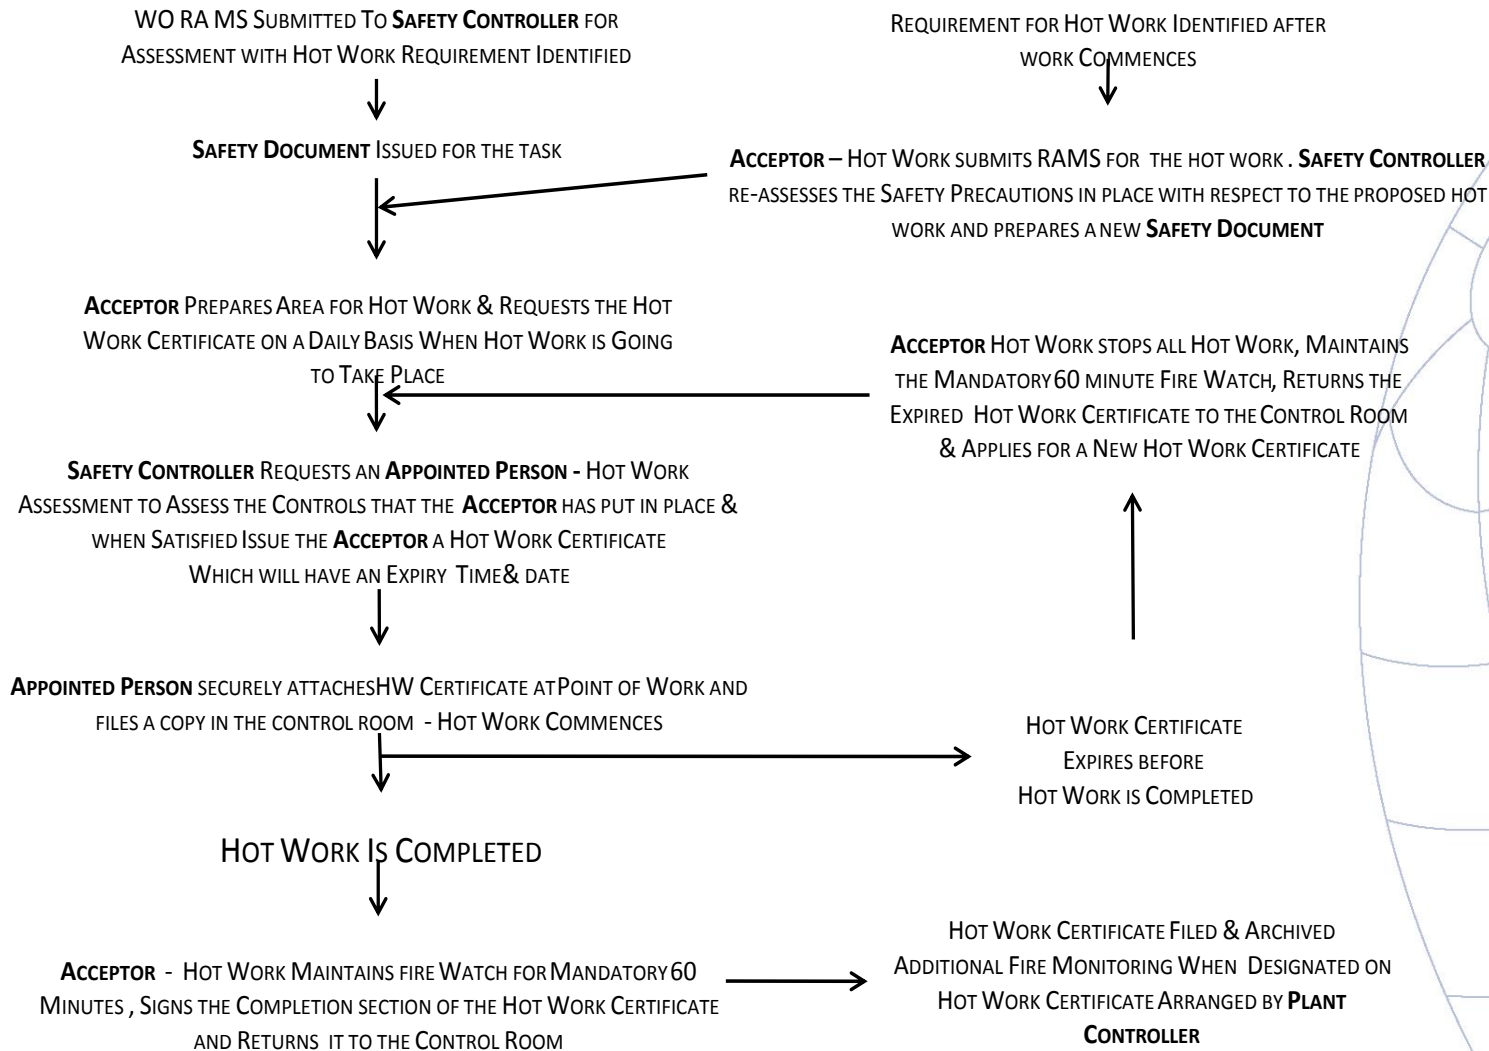 WO RA MS SUBMITTED TO SAFETY CONTROLLER FOR
ASSESSMENT WITH HOT WORK REQUIREMENT IDENTIFIED
REQUIREMENT FOR HOT WORK IDENTIFIED AFTER
WORK COMMENCES
SAFETY DOCUMENT ISSUED FOR THE TASK
ACCEPTOR – HOT WORK SUBMITS RAMS FOR THE HOT WORK . SAFETY CONTROLLER
RE-ASSESSES THE SAFETY PRECAUTIONS IN PLACE WITH RESPECT TO THE PROPOSED HOT
WORK AND PREPARES A NEW SAFETY DOCUMENT
ACCEPTOR PREPARES AREA FOR HOT WORK & REQUESTS THE HOT
WORK CERTIFICATE ON A DAILY BASIS WHEN HOT WORK IS GOING
TO TAKE PLACE
ACCEPTOR HOT WORK STOPS ALL HOT WORK, MAINTAINS
THE MANDATORY 60 MINUTE FIRE WATCH, RETURNS THE
EXPIRED HOT WORK CERTIFICATE TO THE CONTROL ROOM
& APPLIES FOR A NEW HOT WORK CERTIFICATE
SAFETY CONTROLLER REQUESTS AN APPOINTED PERSON - HOT WORK
ASSESSMENT TO ASSESS THE CONTROLS THAT THE ACCEPTOR HAS PUT IN PLACE &
WHEN SATISFIED ISSUE THE ACCEPTOR A HOT WORK CERTIFICATE
WHICH WILL HAVE AN EXPIRY TIME& DATE
APPOINTED PERSON SECURELY ATTACHESHW CERTIFICATE ATPOINT OF WORK AND
FILES A COPY IN THE CONTROL ROOM - HOT WORK COMMENCES
HOT WORK CERTIFICATE
EXPIRES BEFORE
HOT WORK IS COMPLETED
HOT WORK IS COMPLETED
ACCEPTOR - HOT WORK MAINTAINS FIRE WATCH FOR MANDATORY 60
MINUTES , SIGNS THE COMPLETION SECTION OF THE HOT WORK CERTIFICATE
AND RETURNS IT TO THE CONTROL ROOM
HOT WORK CERTIFICATE FILED & ARCHIVED
ADDITIONAL FIRE MONITORING WHEN DESIGNATED ON
HOT WORK CERTIFICATE ARRANGED BY PLANT
CONTROLLER